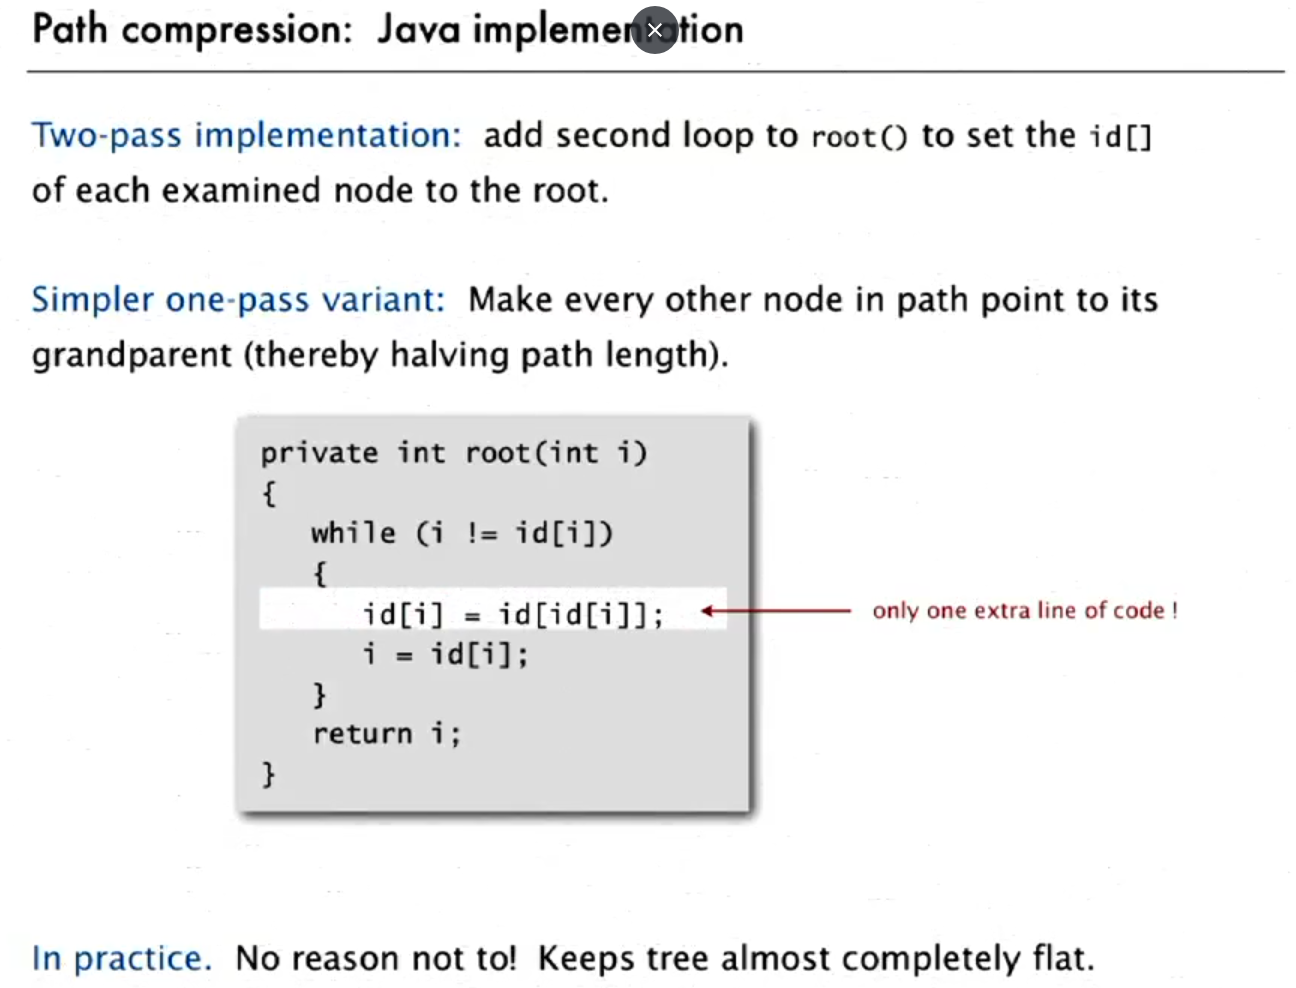 Path compression: Java implementation
Two-pass implementation: add second loop to root() to set the id[]
of each examined node to the root.
Simpler one-pass variant: Make every other node in path point to its
grandparent (thereby halving path length).
private int root(int i)
{
while (i != id[i])
{
id[i] = id[id[i]];
i = id[i];
}
return i;
}
only one extra line of code !
In practice. No reason not to! Keeps tree almost completely flat.